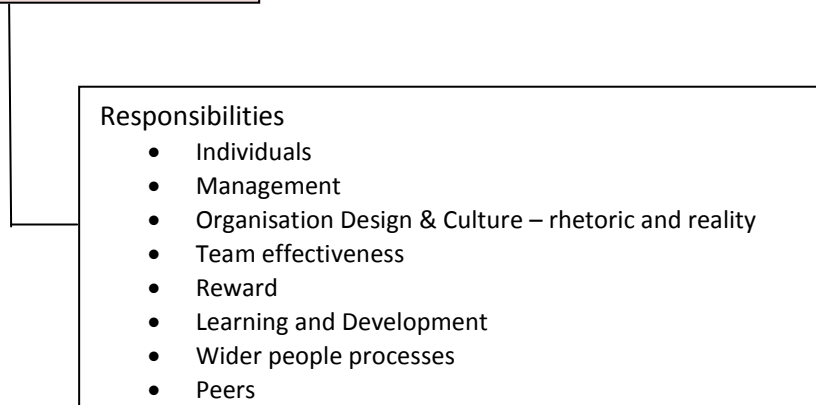 Responsibilities
• Individuals
• Management
• Organisation Design & Culture – rhetoric and reality
• Team effectiveness
• Reward
• Learning and Development
• Wider people processes
• Peers